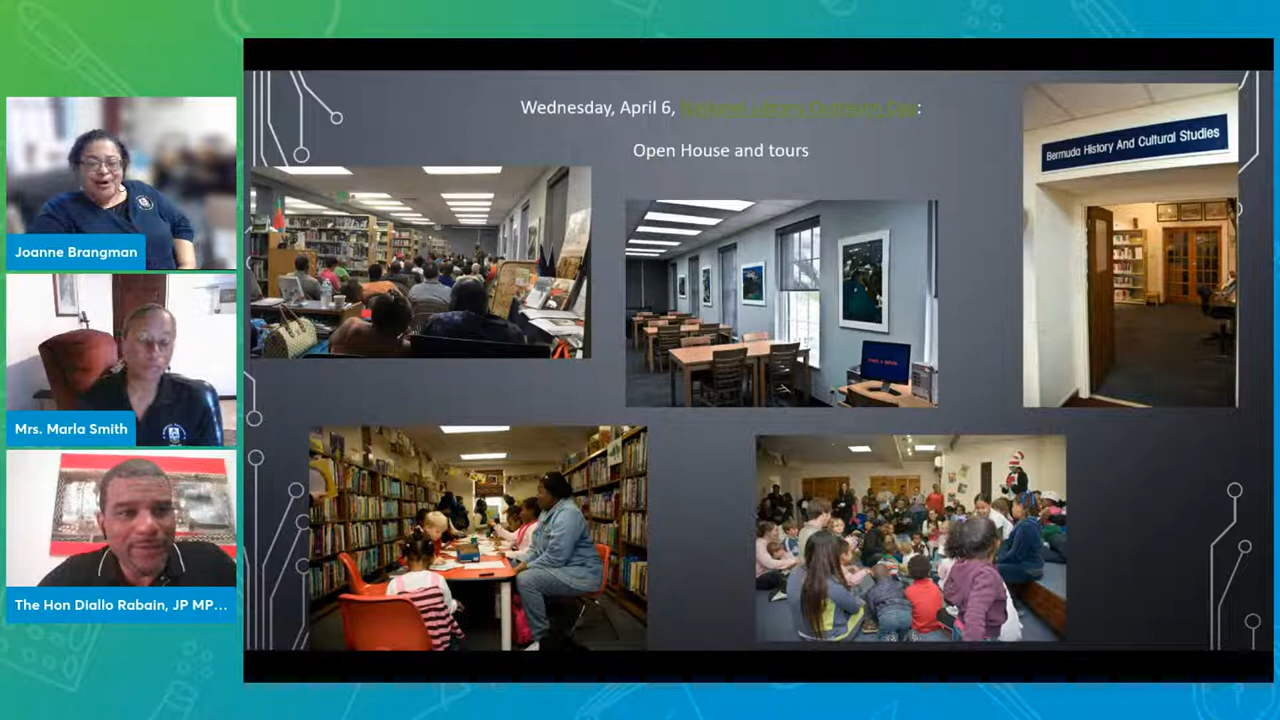 Wednesday, April 6, National Library Outreach Day:
Open House and tours
Bermuda History And Cultural Studies
Joanne Brangman
Mrs. Marla Smith
The Hon Diallo Rabain, JP MP...